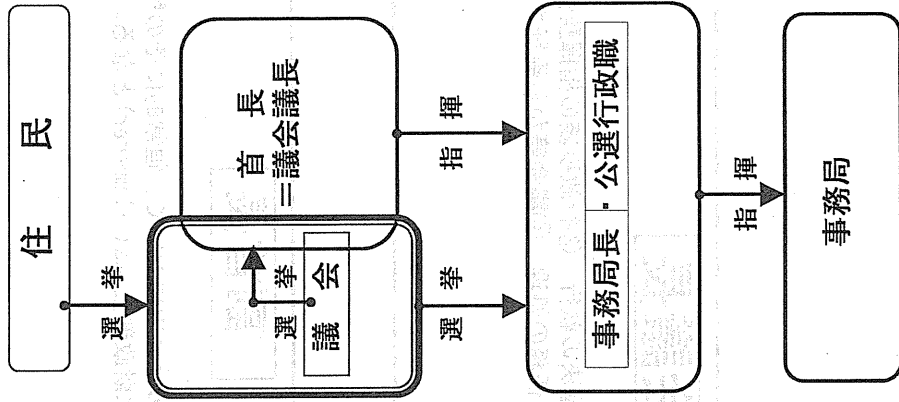 住　民
選　挙
首　長
＝議会議長
選　挙
議　会
指　揮
選　挙
事務局長・公選行政職
指　揮
事務局